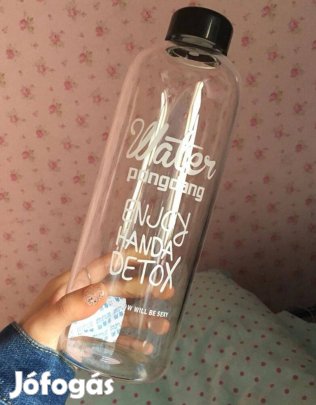 Water
pongdang
ENJOY
HANDA,
DETOX
W WILL BE SEXY
Jófogás